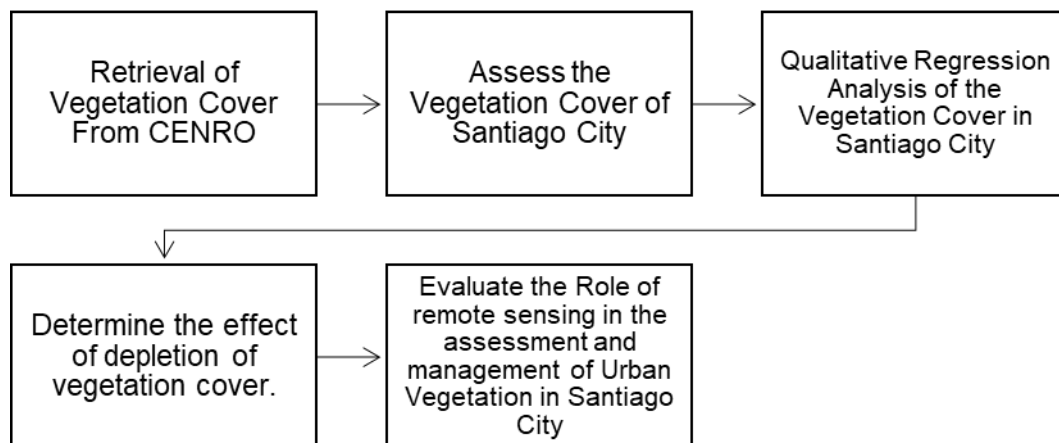 Retrieval of
Vegetation Cover
From CENRO
Assess the
Vegetation Cover of
Santiago City
Qualitative Regression
Analysis of the
Vegetation Cover in
Santiago City
Determine the effect
of depletion of
vegetation cover.
Evaluate the Role of
remote sensing in the
assessment and
management of Urban
Vegetation in Santiago
City